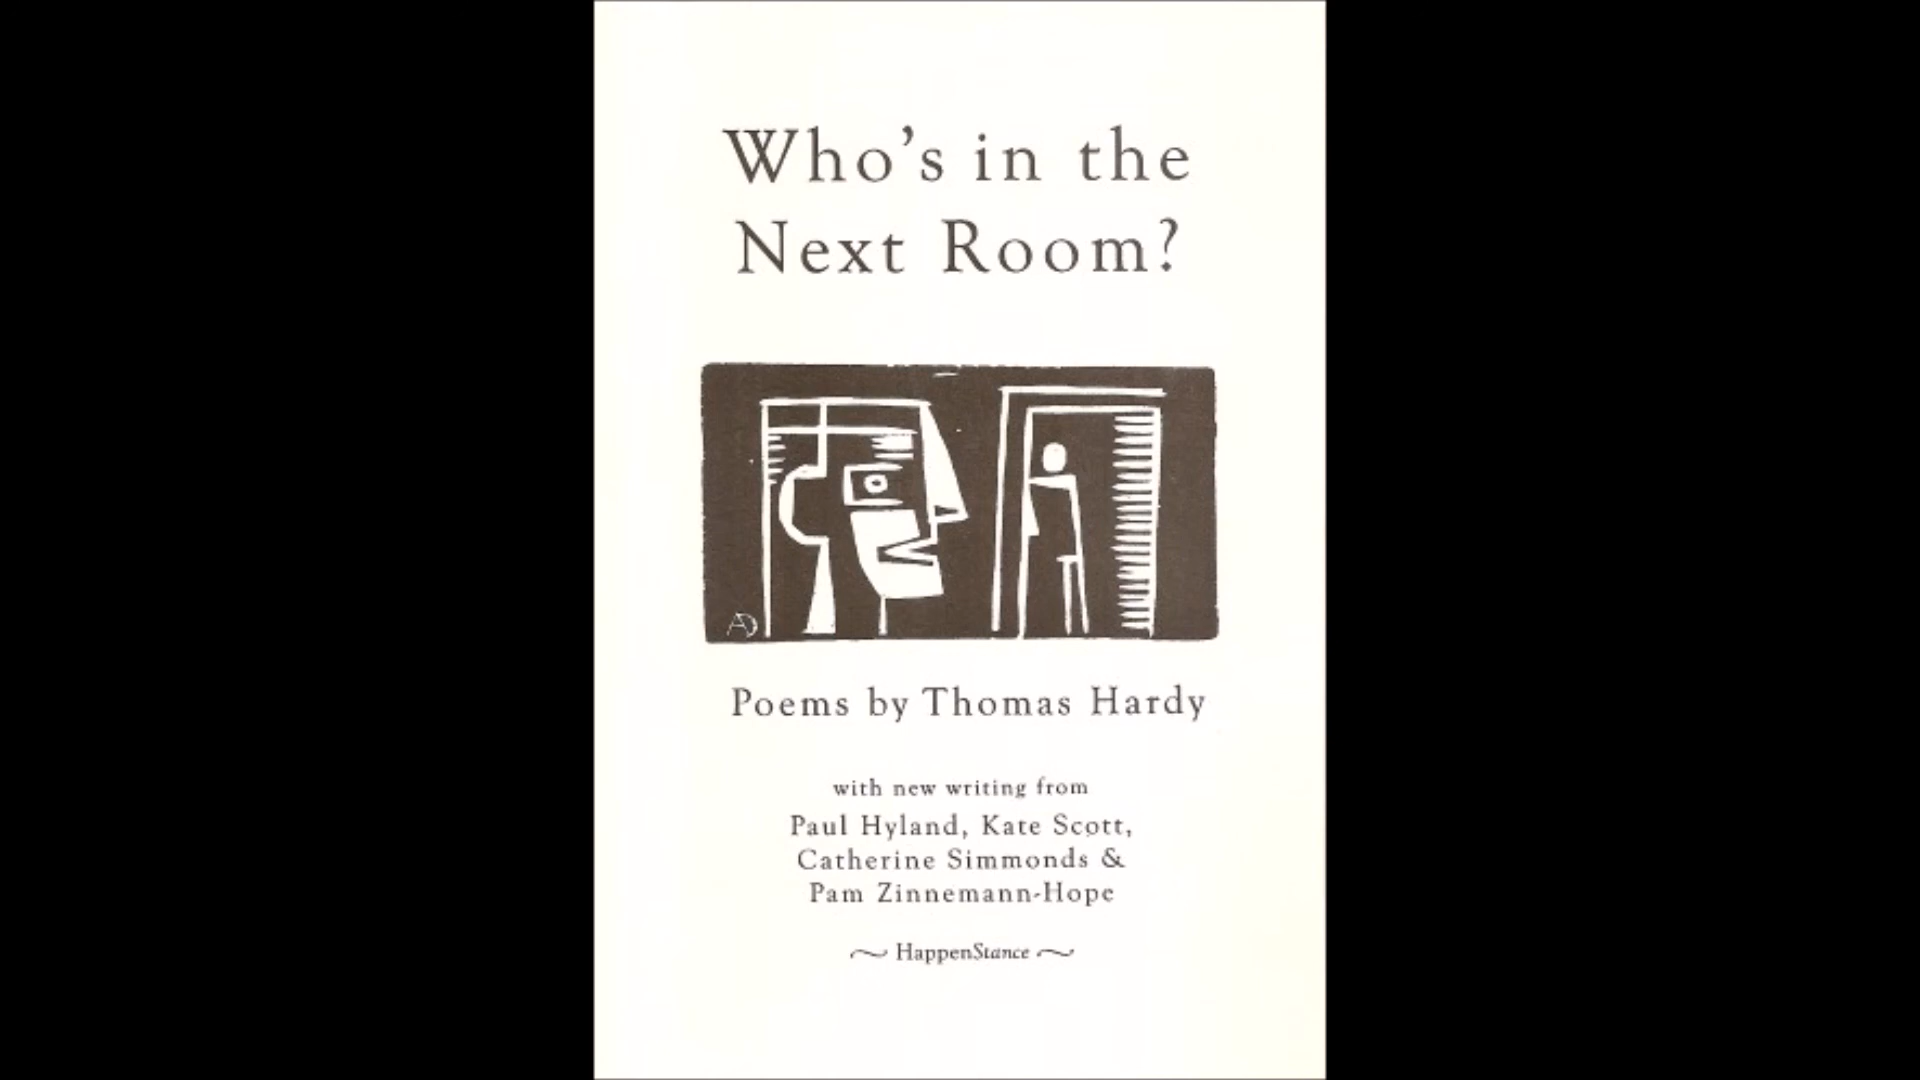 Who's in the
Next Room?
AD
Poems by Thomas Hardy
with new writing from
Paul Hyland, Kate Scott,
Catherine Simmonds &
Pam Zinnemann-Hope
~ HappenStance ~